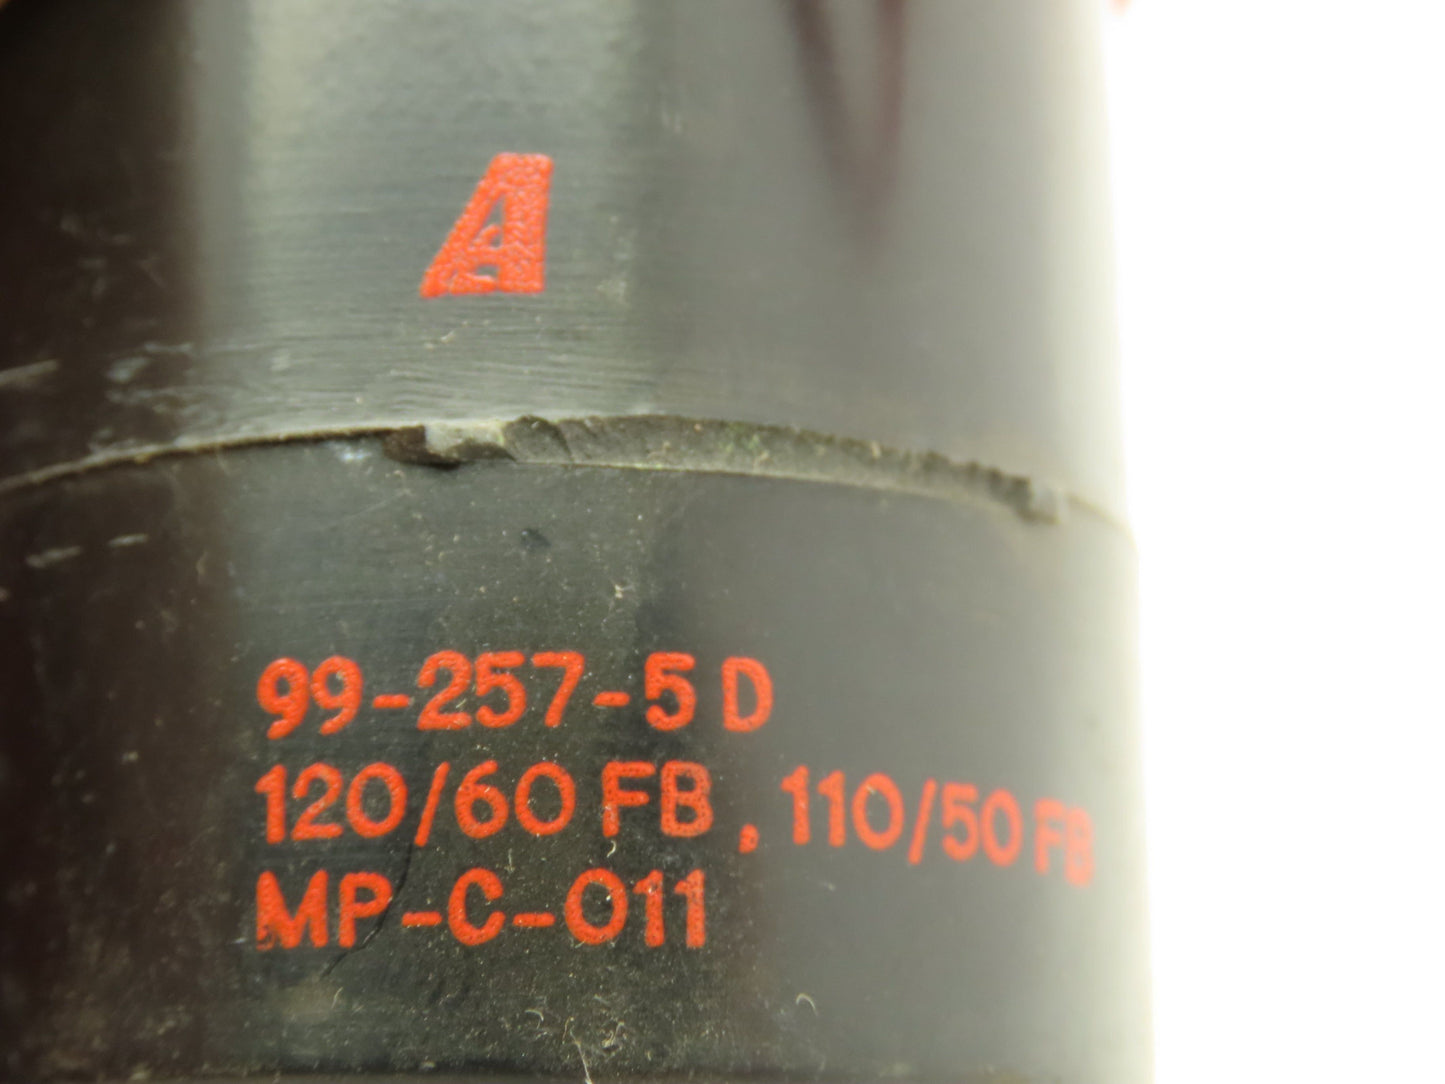 A
99-257-5 D
120/60 FB, 110/50 FB
MP-C-011